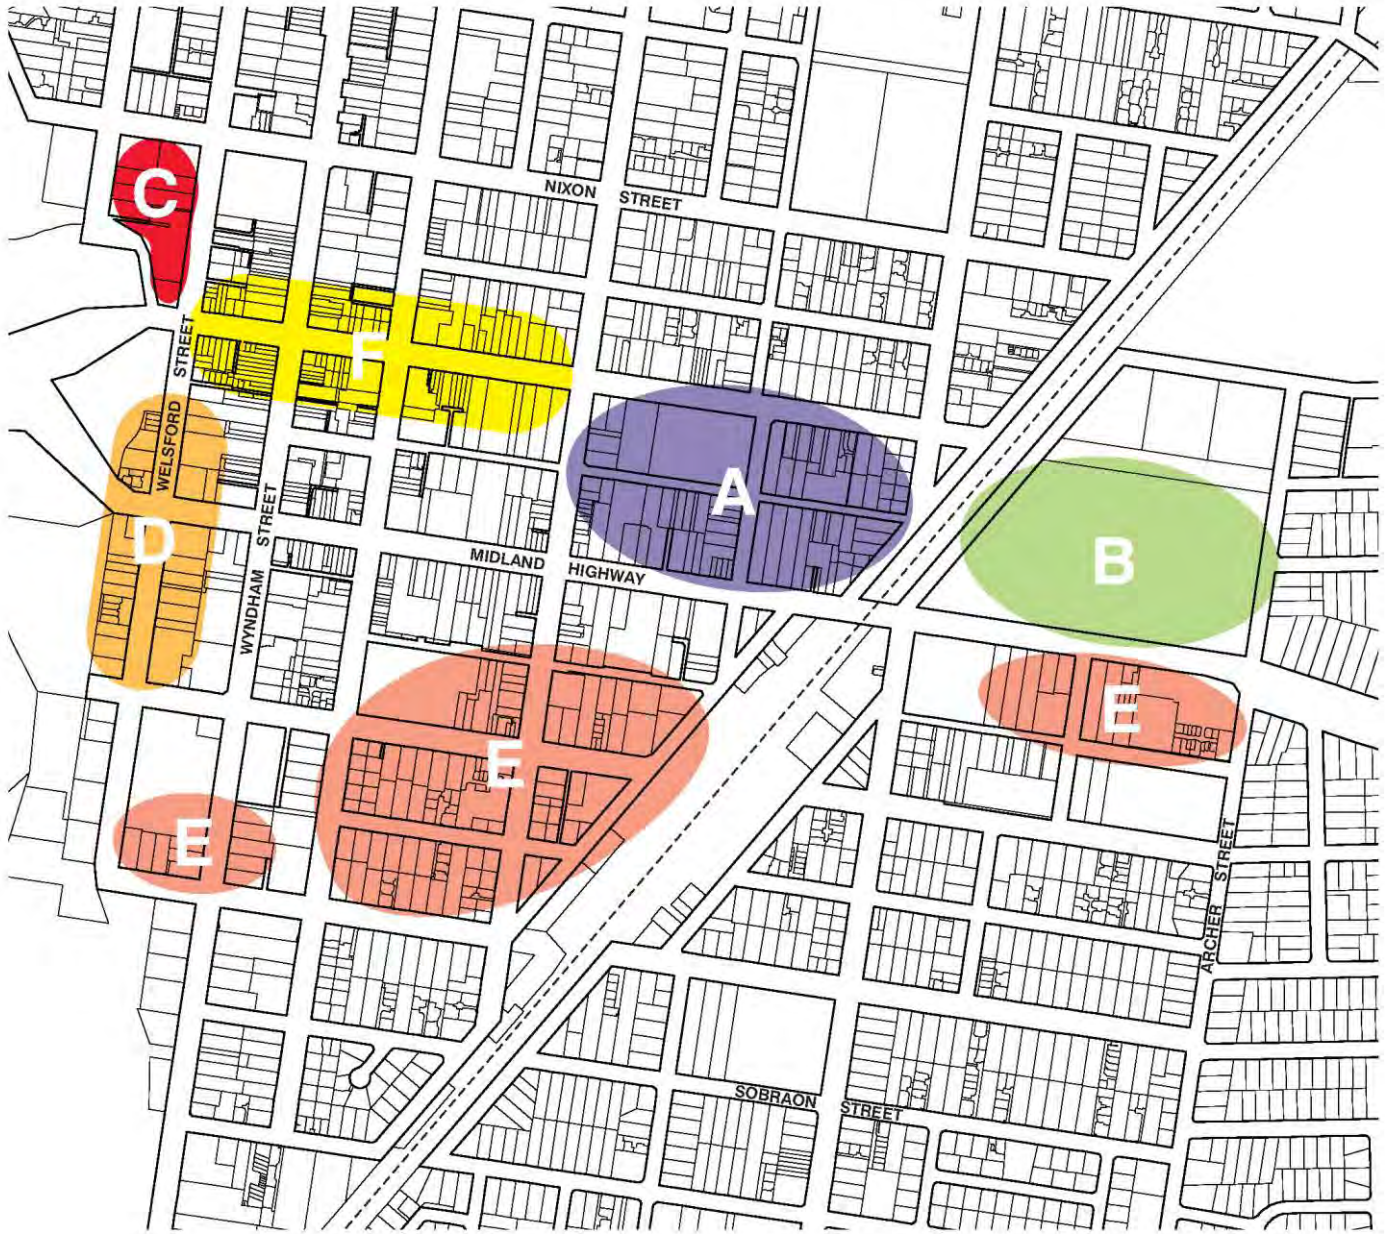 C
NIXON STREET
STREET
F
WELSFORD
A
STREET
D
MIDLAND HIGHWAY
B
WYNDHAM
E
E
E
STREET
ARCHER
SOBRAON STREET